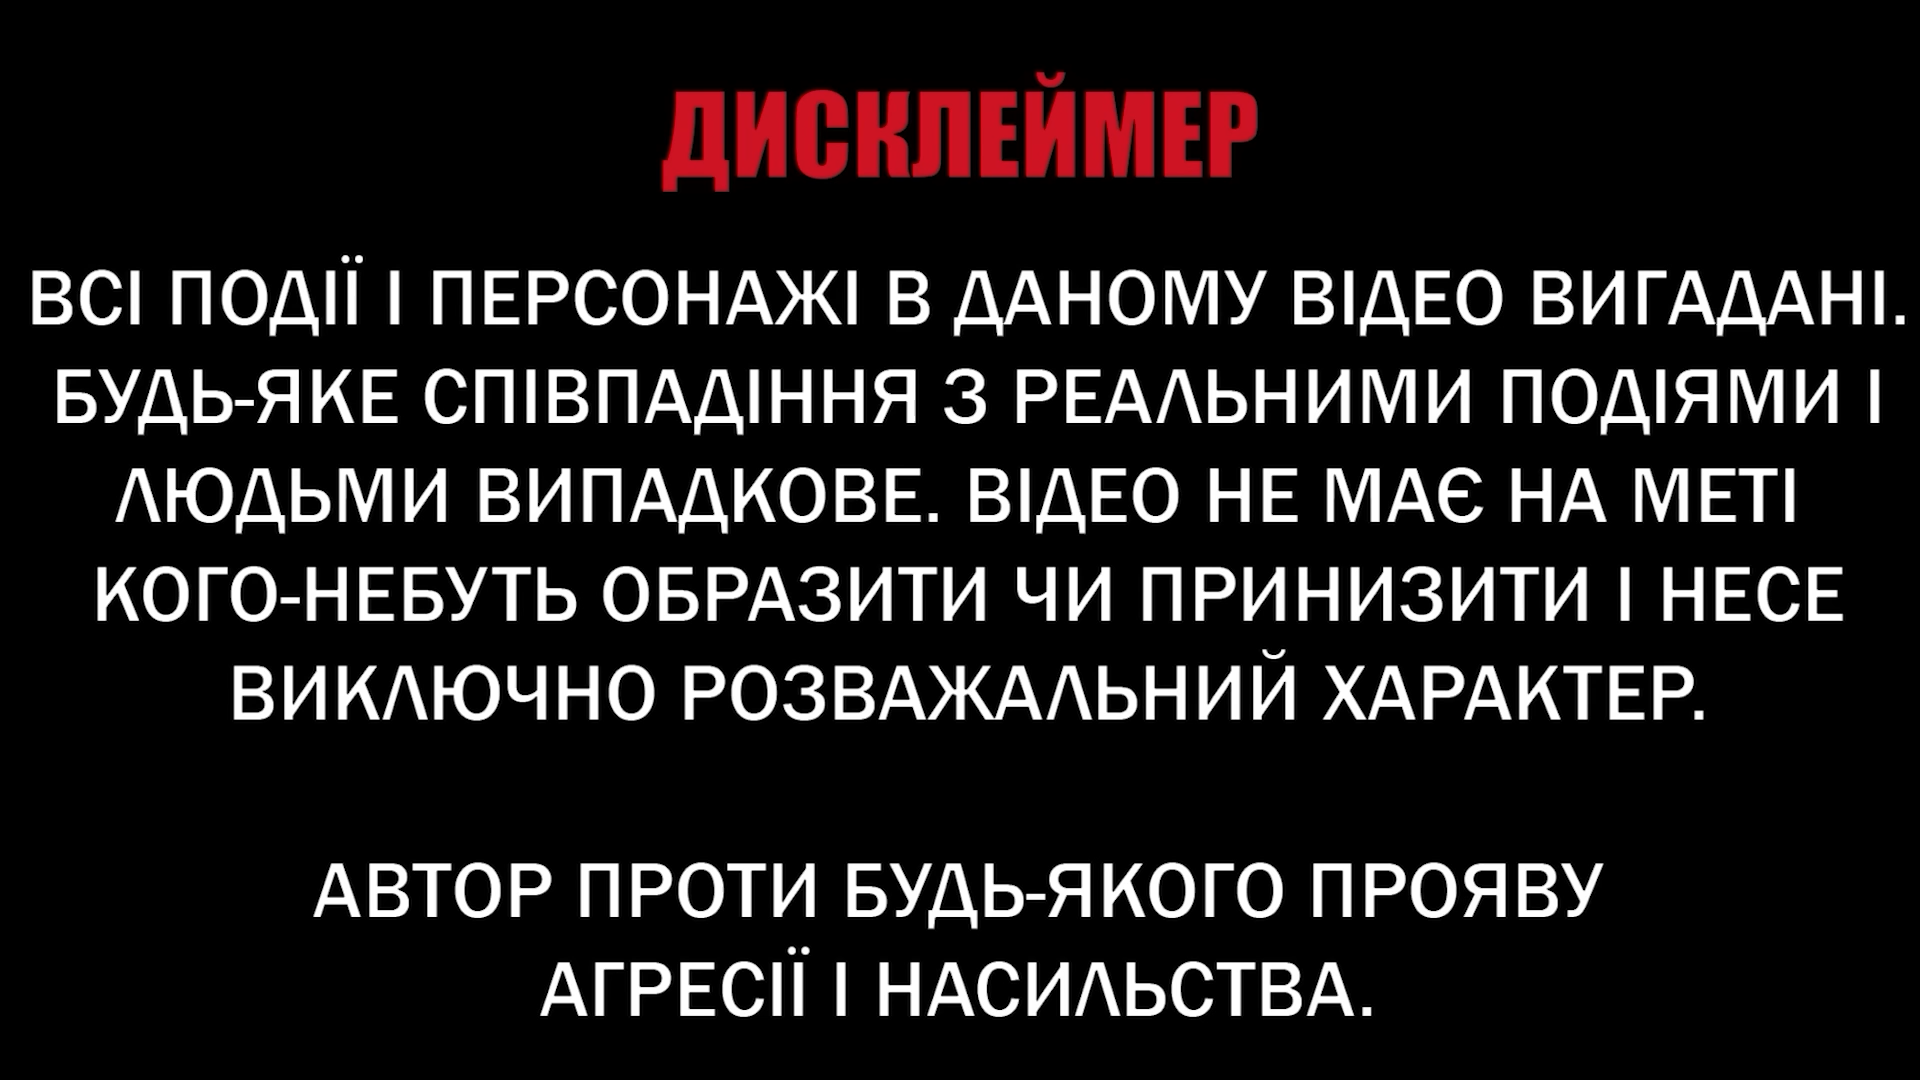 ДИСКЛЕЙМЕР
ВСІ ПОДІЇ І ПЕРСОНАЖІ В ДАНОМУ ВІДЕО ВИГАДАНІ.
БУДЬ-ЯКЕ СПІВПАДІННЯ З РЕАЛЬНИМИ ПОДІЯМИ І
ЛЮДЬМИ ВИПАДКОВЕ. ВІДЕО НЕ МАЄ НА МЕТІ
КОГО-НЕБУТЬ ОБРАЗИТИ ЧИ ПРИНИЗИТИ І НЕСЕ
ВИКЛЮЧНО РОЗВАЖАЛЬНИЙ ХАРАКТЕР.
АВТОР ПРОТИ БУДЬ-ЯКОГО ПРОЯВУ
АГРЕСІЇ І НАСИЛЬСТВА.